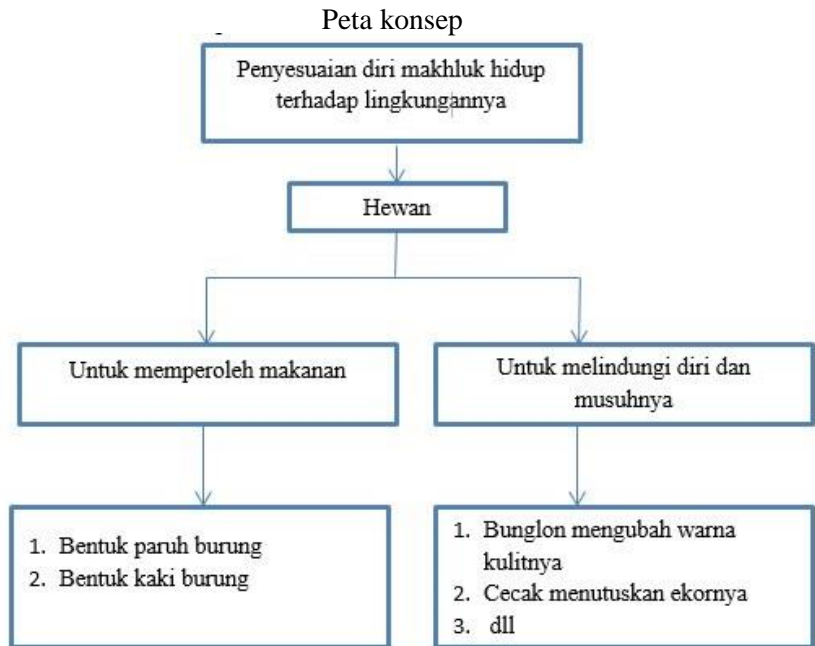 Peta konsep
Penyesuaian diri makhluk hidup
terhadap lingkungannya
Hewan
Untuk memperoleh makanan
Untuk melindungi diri dan
musuhnya
1. Bentuk paruh burung
2. Bentuk kaki burung
1. Bunglon mengubah warna
kulitnya
2. Cecak menutuskan ekornya
3. dll